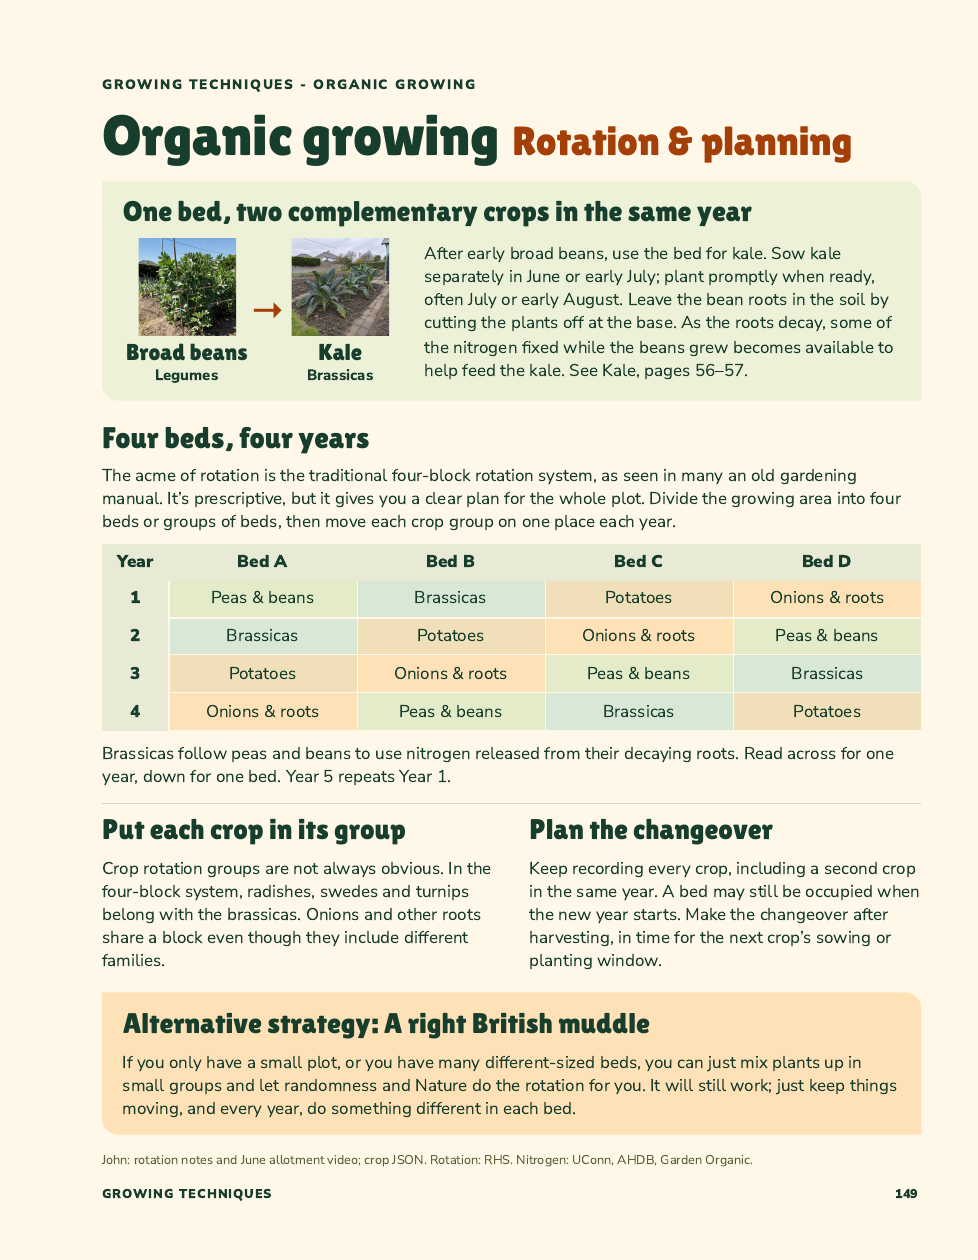 GROWING TECHNIQUES - ORGANIC GROWING
Organic growing Rotation & planning
One bed, two complementary crops in the same year
Broad beans
Legumes
Kale
Brassicas
After early broad beans, use the bed for kale. Sow kale
separately in June or early July; plant promptly when ready,
often July or early August. Leave the bean roots in the soil by
cutting the plants off at the base. As the roots decay, some of
the nitrogen fixed while the beans grew becomes available to
help feed the kale. See Kale, pages 56–57.
Four beds, four years
The acme of rotation is the traditional four-block rotation system, as seen in many an old gardening
manual. It’s prescriptive, but it gives you a clear plan for the whole plot. Divide the growing area into four
beds or groups of beds, then move each crop group on one place each year.
Year Bed A Bed B Bed C Bed D
1 Peas & beans Brassicas Potatoes Onions & roots
2 Brassicas Potatoes Onions & roots Peas & beans
3 Potatoes Onions & roots Peas & beans Brassicas
4 Onions & roots Peas & beans Brassicas Potatoes
Brassicas follow peas and beans to use nitrogen released from their decaying roots. Read across for one
year, down for one bed. Year 5 repeats Year 1.
Put each crop in its group
Crop rotation groups are not always obvious. In the
four-block system, radishes, swedes and turnips
belong with the brassicas. Onions and other roots
share a block even though they include different
families.
Plan the changeover
Keep recording every crop, including a second crop
in the same year. A bed may still be occupied when
the new year starts. Make the changeover after
harvesting, in time for the next crop’s sowing or
planting window.
Alternative strategy: A right British muddle
If you only have a small plot, or you have many different-sized beds, you can just mix plants up in
small groups and let randomness and Nature do the rotation for you. It will still work; just keep things
moving, and every year, do something different in each bed.
John: rotation notes and June allotment video; crop JSON. Rotation: RHS. Nitrogen: UConn, AHDB, Garden Organic.
GROWING TECHNIQUES
149